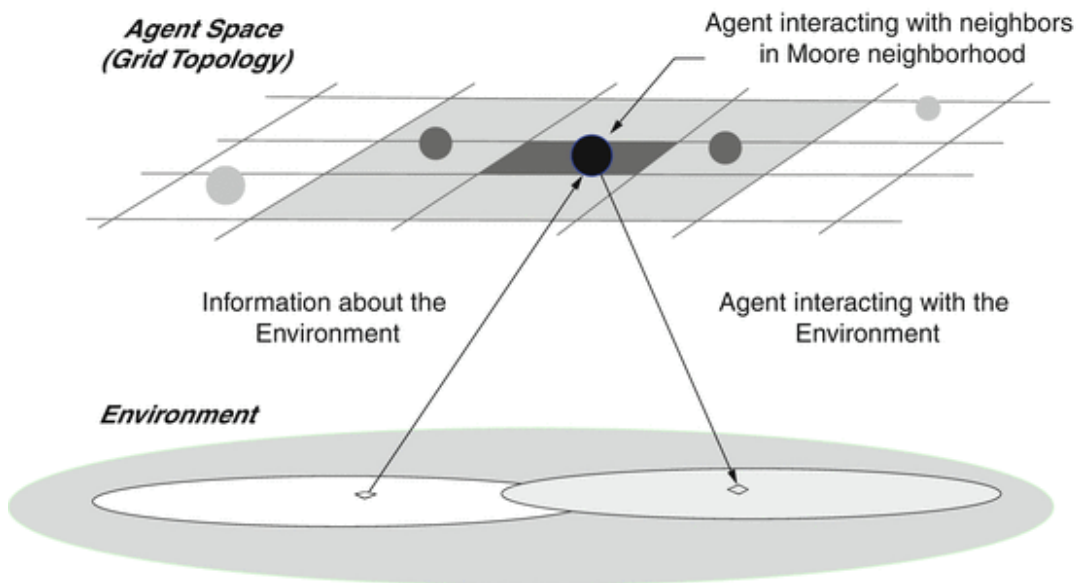 Agent Space
(Grid Topology)
Agent interacting with neighbors
in Moore neighborhood
Information about the
Environment
Agent interacting with the
Environment
Environment